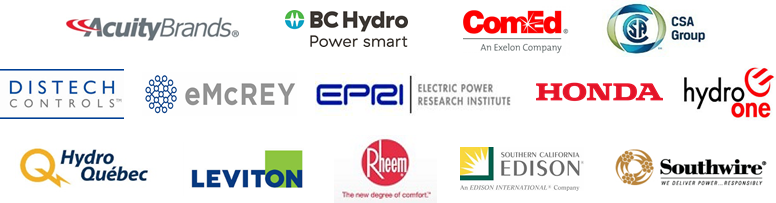 AcuityBrands®
BC Hydro
Power smart
ComEd®
An Exelon Company
CSA
Group
DISTECH
CONTROLS™
eMcREY
EPRI
ELECTRIC POWER
RESEARCH INSTITUTE
HONDA
hydro
one
Hydro
Québec
LEVITON
Rheem
The new degree of comfort.™
SOUTHERN CALIFORNIA
EDISON®
An EDISON INTERNATIONAL® Company
Southwire®
WE DELIVER POWER...RESPONSIBLY